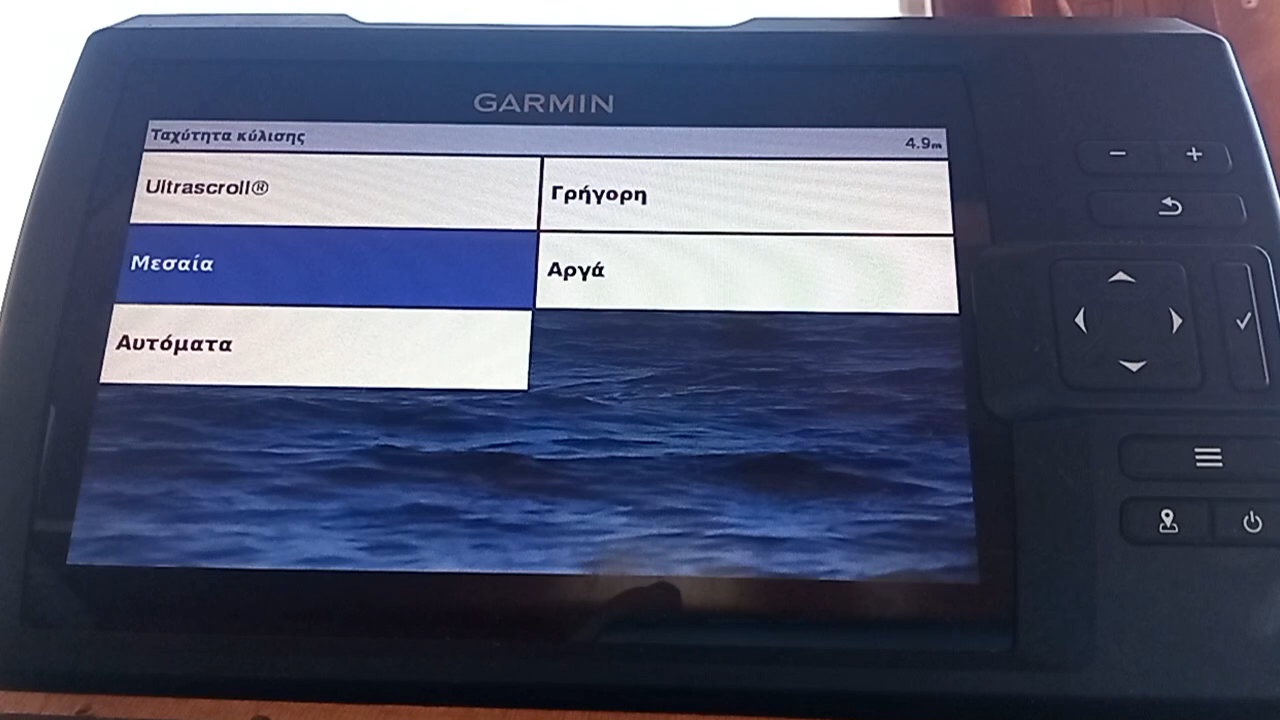 GARMIN
Ταχύτητα κύλισης
4.9m
Ultrascroll®
Γρήγορη
Μεσαία
Αργά
Αυτόματα